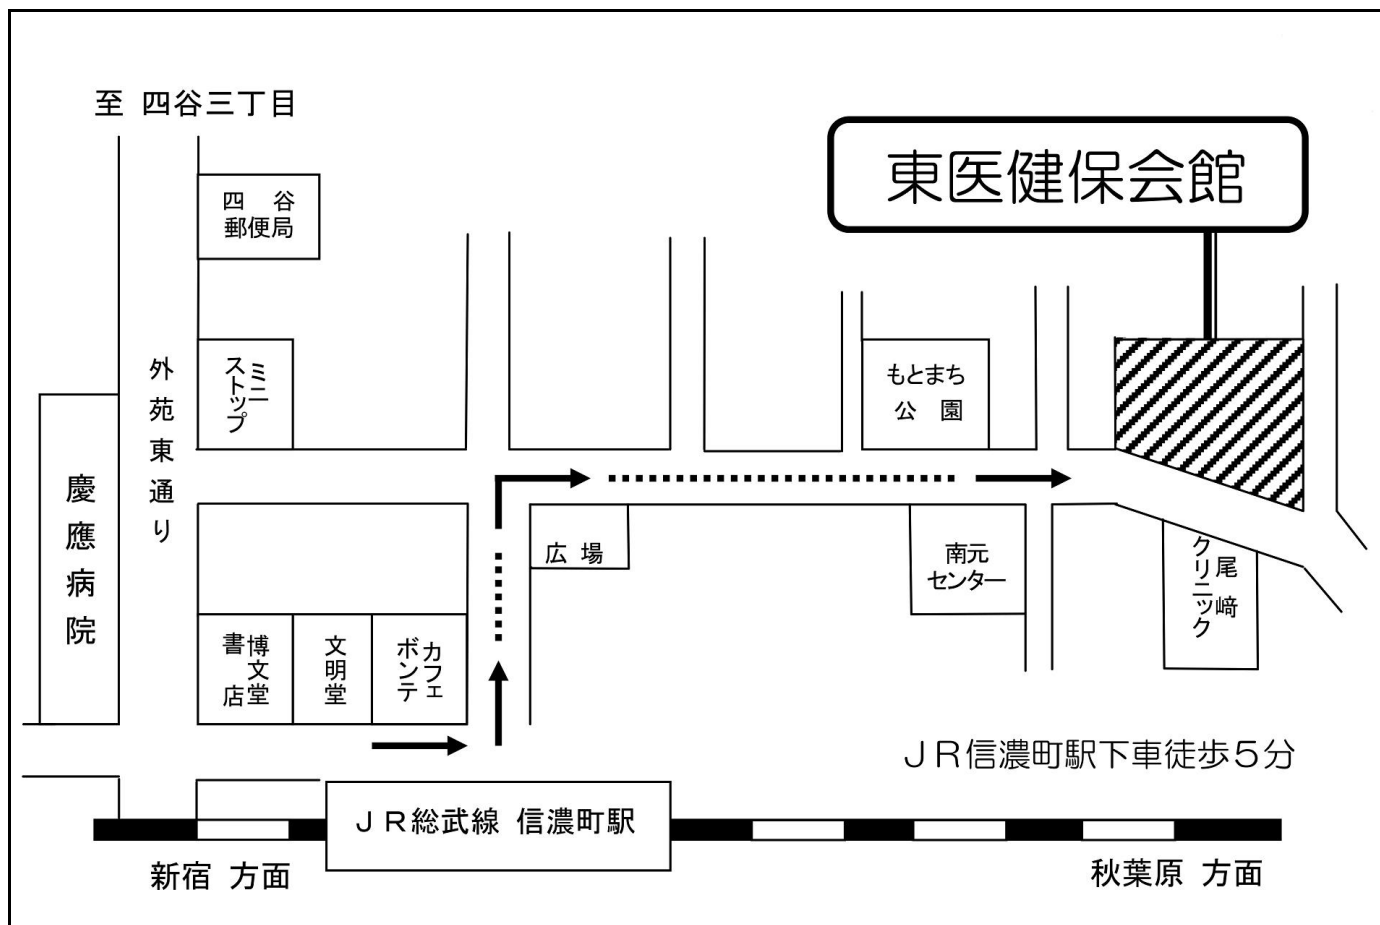 至 四谷三丁目
東医健保会館
四 谷
郵便局
外苑東通り
ミニ
ストップ
もとまち
公 園
慶應病院
広 場
南元
センター
尾﨑
クリニック
博文堂
書店
文明堂
カフェ
ボンテ
JR信濃町駅下車徒歩5分
JR総武線 信濃町駅
新宿 方面
秋葉原 方面